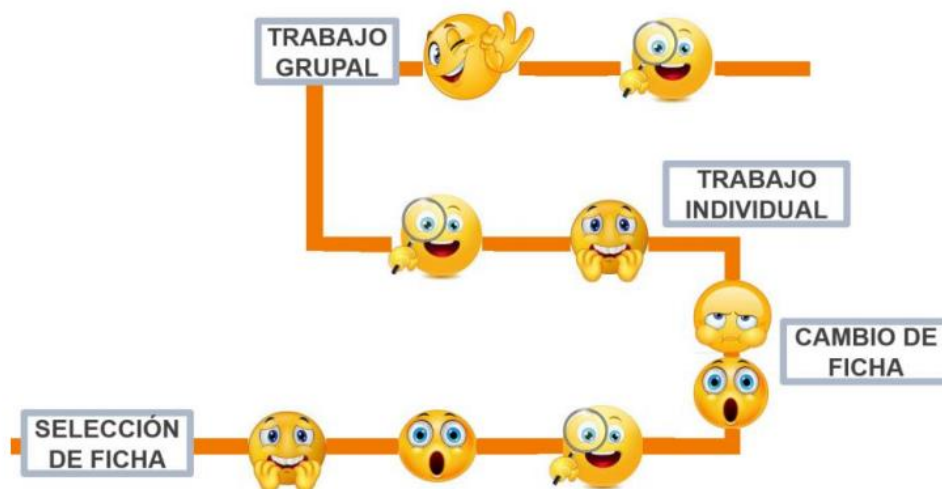 TRABAJO
GRUPAL
TRABAJO
INDIVIDUAL
CAMBIO DE
FICHA
SELECCIÓN
DE FICHA